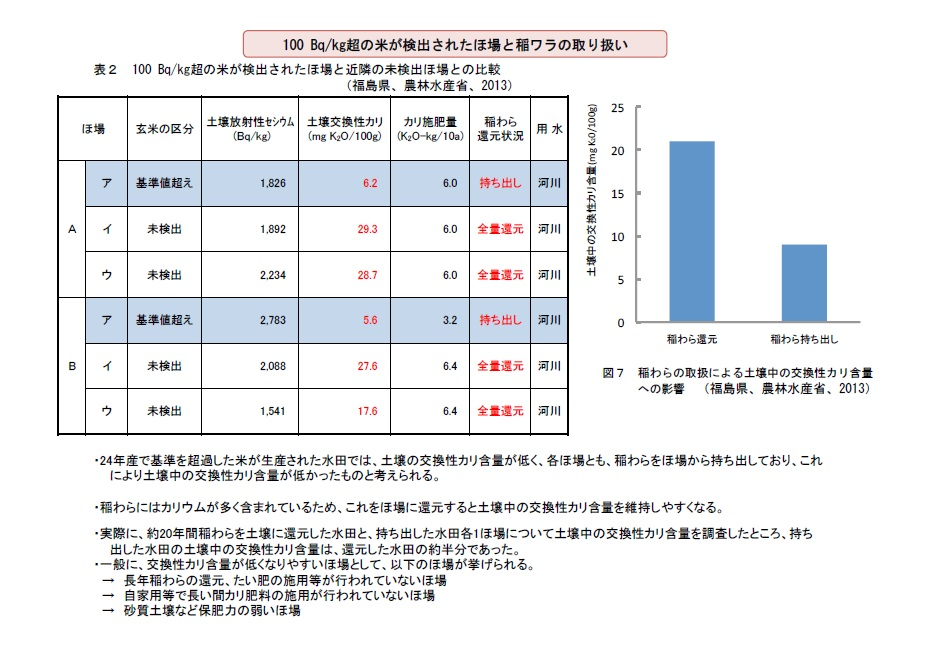 100 Bq/kg超の米が検出されたほ場と稲ワラの取り扱い
表２　100 Bq/kg超の米が検出されたほ場と近隣の未検出ほ場との比較
（福島県、農林水産省、2013）
ほ場　玄米の区分　土壌放射性ｾｼｳﾑ (Bq/kg)　土壌交換性カリ (mg K₂O/100g)　カリ施肥量 (K₂O-kg/10a)　稲わら還元状況　用 水
A　ア　基準値超え　1,826　6.2　6.0　持ち出し　河川
イ　未検出　1,892　29.3　6.0　全量還元　河川
ウ　未検出　2,234　28.7　6.0　全量還元　河川
B　ア　基準値超え　2,783　5.6　3.2　持ち出し　河川
イ　未検出　2,088　27.6　6.4　全量還元　河川
ウ　未検出　1,541　17.6　6.4　全量還元　河川
土壌中の交換性カリ含量(mg K₂O/100g)
25
20
15
10
5
0
稲わら還元　稲わら持ち出し
図７　稲わらの取扱による土壌中の交換性カリ含量
への影響　（福島県、農林水産省、2013）
・24年産で基準を超過した米が生産された水田では、土壌の交換性カリ含量が低く、各ほ場とも、稲わらをほ場から持ち出しており、これ
により土壌中の交換性カリ含量が低かったものと考えられる。
・稲わらにはカリウムが多く含まれているため、これをほ場に還元すると土壌中の交換性カリ含量を維持しやすくなる。
・実際に、約20年間稲わらを土壌に還元した水田と、持ち出した水田各1ほ場について土壌中の交換性カリ含量を調査したところ、持ち
出した水田の土壌中の交換性カリ含量は、還元した水田の約半分であった。
・一般に、交換性カリ含量が低くなりやすいほ場として、以下のほ場が挙げられる。
→　長年稲わらの還元、たい肥の施用等が行われていないほ場
→　自家用等で長い間カリ肥料の施用が行われていないほ場
→　砂質土壌など保肥力の弱いほ場